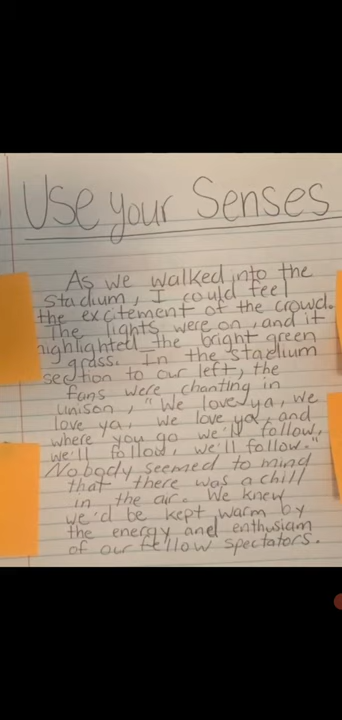 Use your Senses
As we walked into the
stadium, I could feel
the excitement of the crowd.
The lights were on, and it
highlighted the bright green
grass. In the stadium
section to our left, the
fans were chanting in
unison, "We love ya, we
love ya, we love ya, and
where you go we'll follow,
we'll follow, we'll follow."
Nobody seemed to mind
that there was a chill
in the air. We knew
we'd be kept warm by
the energy and enthusiam
of our fellow spectators.